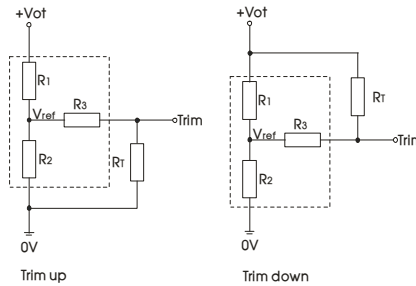 +Vot
R1
Vref
R3
Trim
R2
RT
0V
Trim up
+Vot
R1
RT
Vref
R3
Trim
R2
0V
Trim down